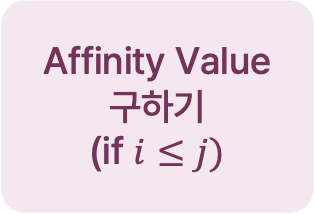 Affinity Value
구하기
(if i ≤ j)